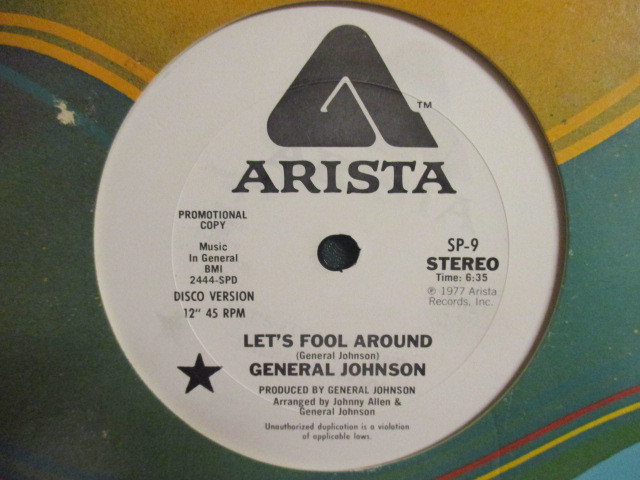 ARISTA
TM
PROMOTIONAL
COPY
Music
In General
BMI
2444-SPD
DISCO VERSION
12" 45 RPM
SP-9
STEREO
Time: 6:35
℗ 1977 Arista
Records, Inc.
LET'S FOOL AROUND
(General Johnson)
GENERAL JOHNSON
PRODUCED BY GENERAL JOHNSON
Arranged by Johnny Allen &
General Johnson
Unauthorized duplication is a violation
of applicable laws.